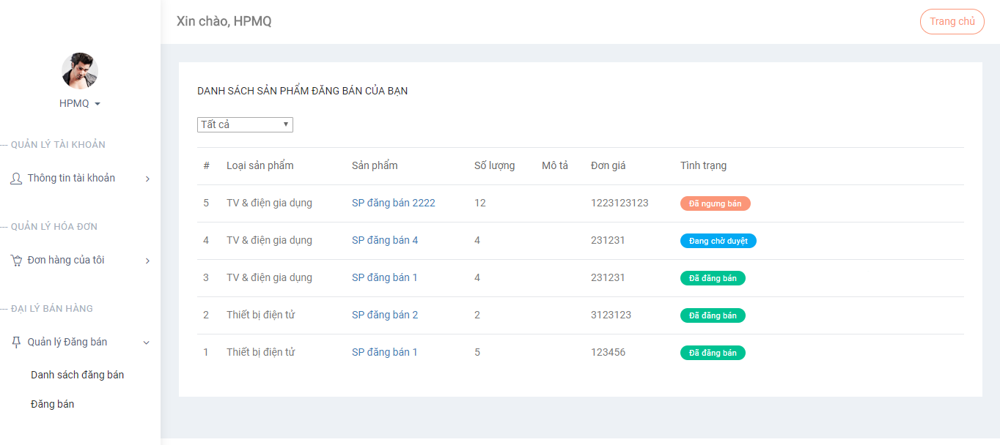 Xin chào, HPMQ
Trang chủ
HPMQ
QUẢN LÝ TÀI KHOẢN
Thông tin tài khoản
QUẢN LÝ HÓA ĐƠN
Đơn hàng của tôi
ĐẠI LÝ BÁN HÀNG
Quản lý Đăng bán
Danh sách đăng bán
Đăng bán
DANH SÁCH SẢN PHẨM ĐĂNG BÁN CỦA BẠN
Tất cả
# Loại sản phẩm Sản phẩm Số lượng Mô tả Đơn giá Tình trạng
5 TV & điện gia dụng SP đăng bán 2222 12 1223123123 Đã ngưng bán
4 TV & điện gia dụng SP đăng bán 4 4 231231 Đang chờ duyệt
3 TV & điện gia dụng SP đăng bán 1 4 231231 Đã đăng bán
2 Thiết bị điện tử SP đăng bán 2 2 3123123 Đã đăng bán
1 Thiết bị điện tử SP đăng bán 1 5 123456 Đã đăng bán